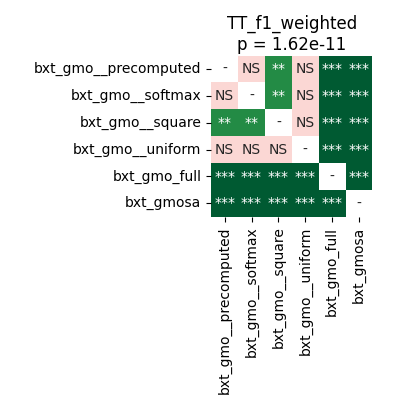 TT_f1_weighted
p = 1.62e-11
bxt_gmo__precomputed - NS ** NS *** ***
bxt_gmo__softmax NS - ** NS *** ***
bxt_gmo__square ** ** - NS *** ***
bxt_gmo__uniform NS NS NS - *** ***
bxt_gmo_full *** *** *** *** - ***
bxt_gmosa *** *** *** *** *** -
bxt_gmo__precomputed
bxt_gmo__softmax
bxt_gmo__square
bxt_gmo__uniform
bxt_gmo_full
bxt_gmosa